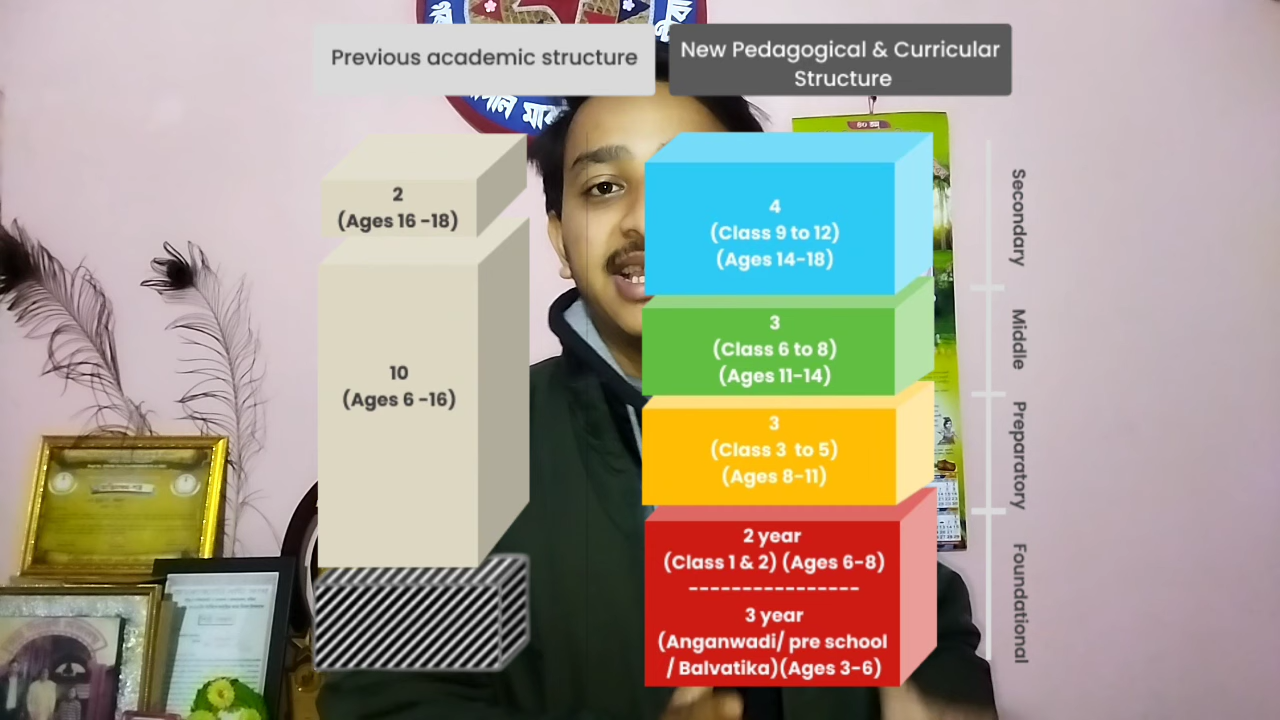 Previous academic structure
New Pedagogical & Curricular
Structure
2
(Ages 16 -18)
10
(Ages 6 -16)
4
(Class 9 to 12)
(Ages 14-18)
3
(Class 6 to 8)
(Ages 11-14)
3
(Class 3 to 5)
(Ages 8-11)
2 year
(Class 1 & 2) (Ages 6-8)
----------------
3 year
(Anganwadi/ pre school
/ Balvatika)(Ages 3-6)
Secondary
Middle
Preparatory
Foundational